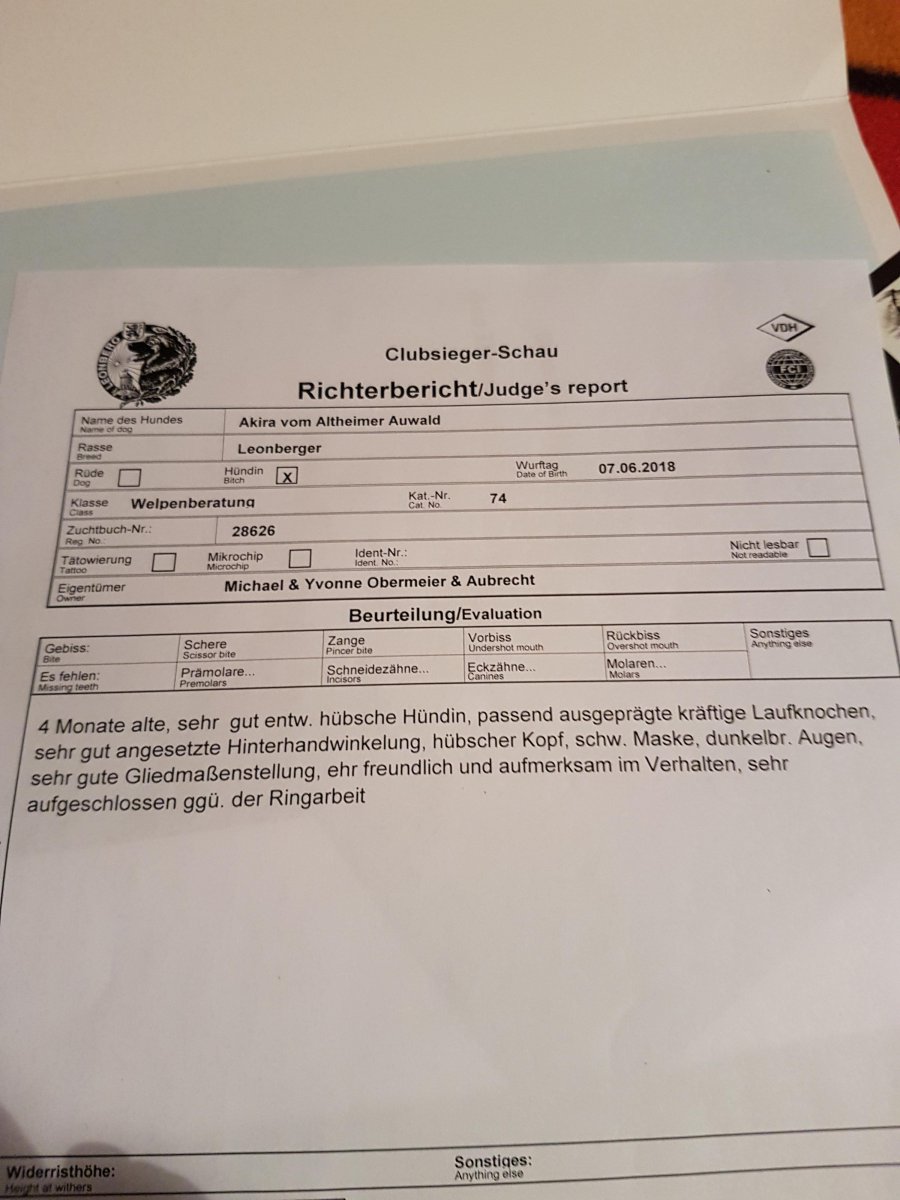 LEONBERG
VDH
FCI
Clubsieger-Schau
Richterbericht/Judge's report
Name des Hundes Akira vom Altheimer Auwald
Name of dog
Rasse Leonberger
Breed
Rüde Hündin X Wurftag 07.06.2018
Dog Bitch Date of Birth
Klasse Welpenberatung Kat.-Nr. 74
Class Cat. No.
Zuchtbuch-Nr.: 28626
Reg. No.:
Tätowierung Mikrochip Ident-Nr.: Nicht lesbar
Tattoo Microchip Ident. No.: Not readable
Eigentümer Michael & Yvonne Obermeier & Aubrecht
Owner
Beurteilung/Evaluation
Gebiss: Schere Zange Vorbiss Rückbiss Sonstiges
Bite Scissor bite Pincer bite Undershot mouth Overshot mouth Anything else
Es fehlen: Prämolare... Schneidezähne... Eckzähne... Molaren...
Missing teeth Premolars Incisors Canines Molars
4 Monate alte, sehr gut entw. hübsche Hündin, passend ausgeprägte kräftige Laufknochen,
sehr gut angesetzte Hinterhandwinkelung, hübscher Kopf, schw. Maske, dunkelbr. Augen,
sehr gute Gliedmaßenstellung, ehr freundlich und aufmerksam im Verhalten, sehr
aufgeschlossen ggü. der Ringarbeit
Widerristhöhe: Sonstiges:
Height at withers Anything else